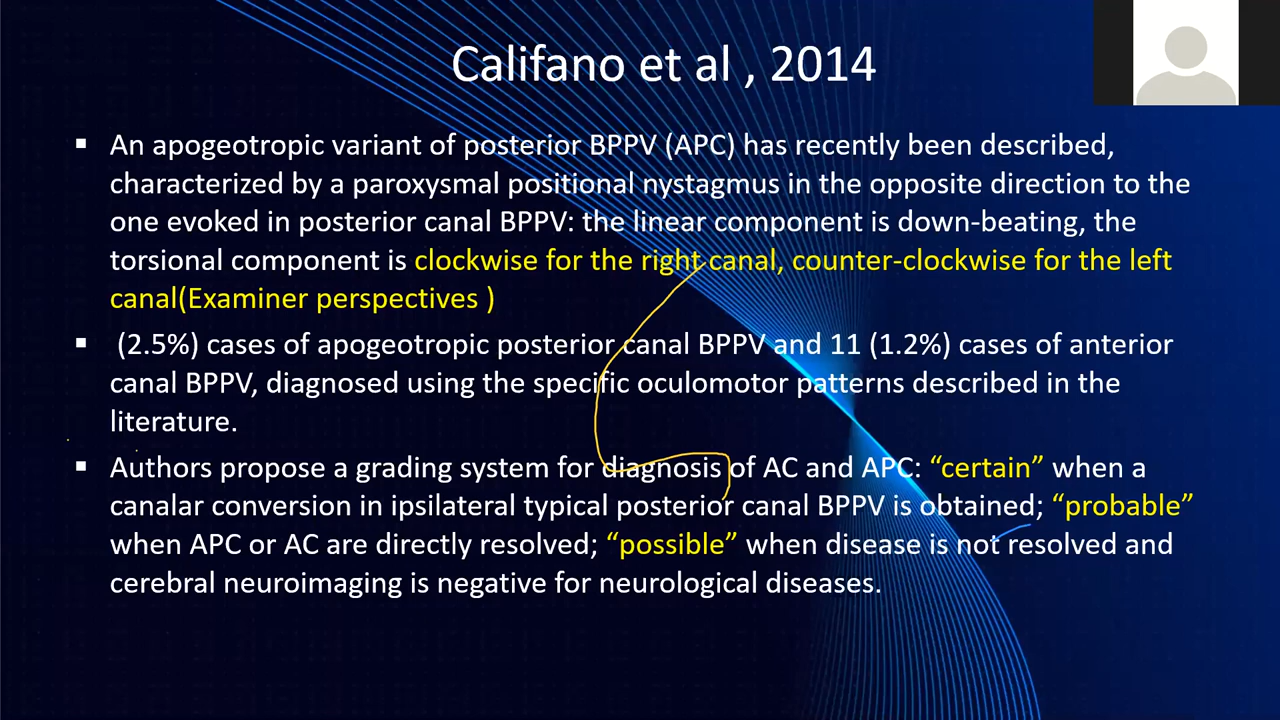 Califano et al , 2014
▪ An apogeotropic variant of posterior BPPV (APC) has recently been described,
characterized by a paroxysmal positional nystagmus in the opposite direction to the
one evoked in posterior canal BPPV: the linear component is down-beating, the
torsional component is clockwise for the right canal, counter-clockwise for the left
canal(Examiner perspectives )
▪ (2.5%) cases of apogeotropic posterior canal BPPV and 11 (1.2%) cases of anterior
canal BPPV, diagnosed using the specific oculomotor patterns described in the
literature.
▪ Authors propose a grading system for diagnosis of AC and APC: “certain” when a
canalar conversion in ipsilateral typical posterior canal BPPV is obtained; “probable”
when APC or AC are directly resolved; “possible” when disease is not resolved and
cerebral neuroimaging is negative for neurological diseases.